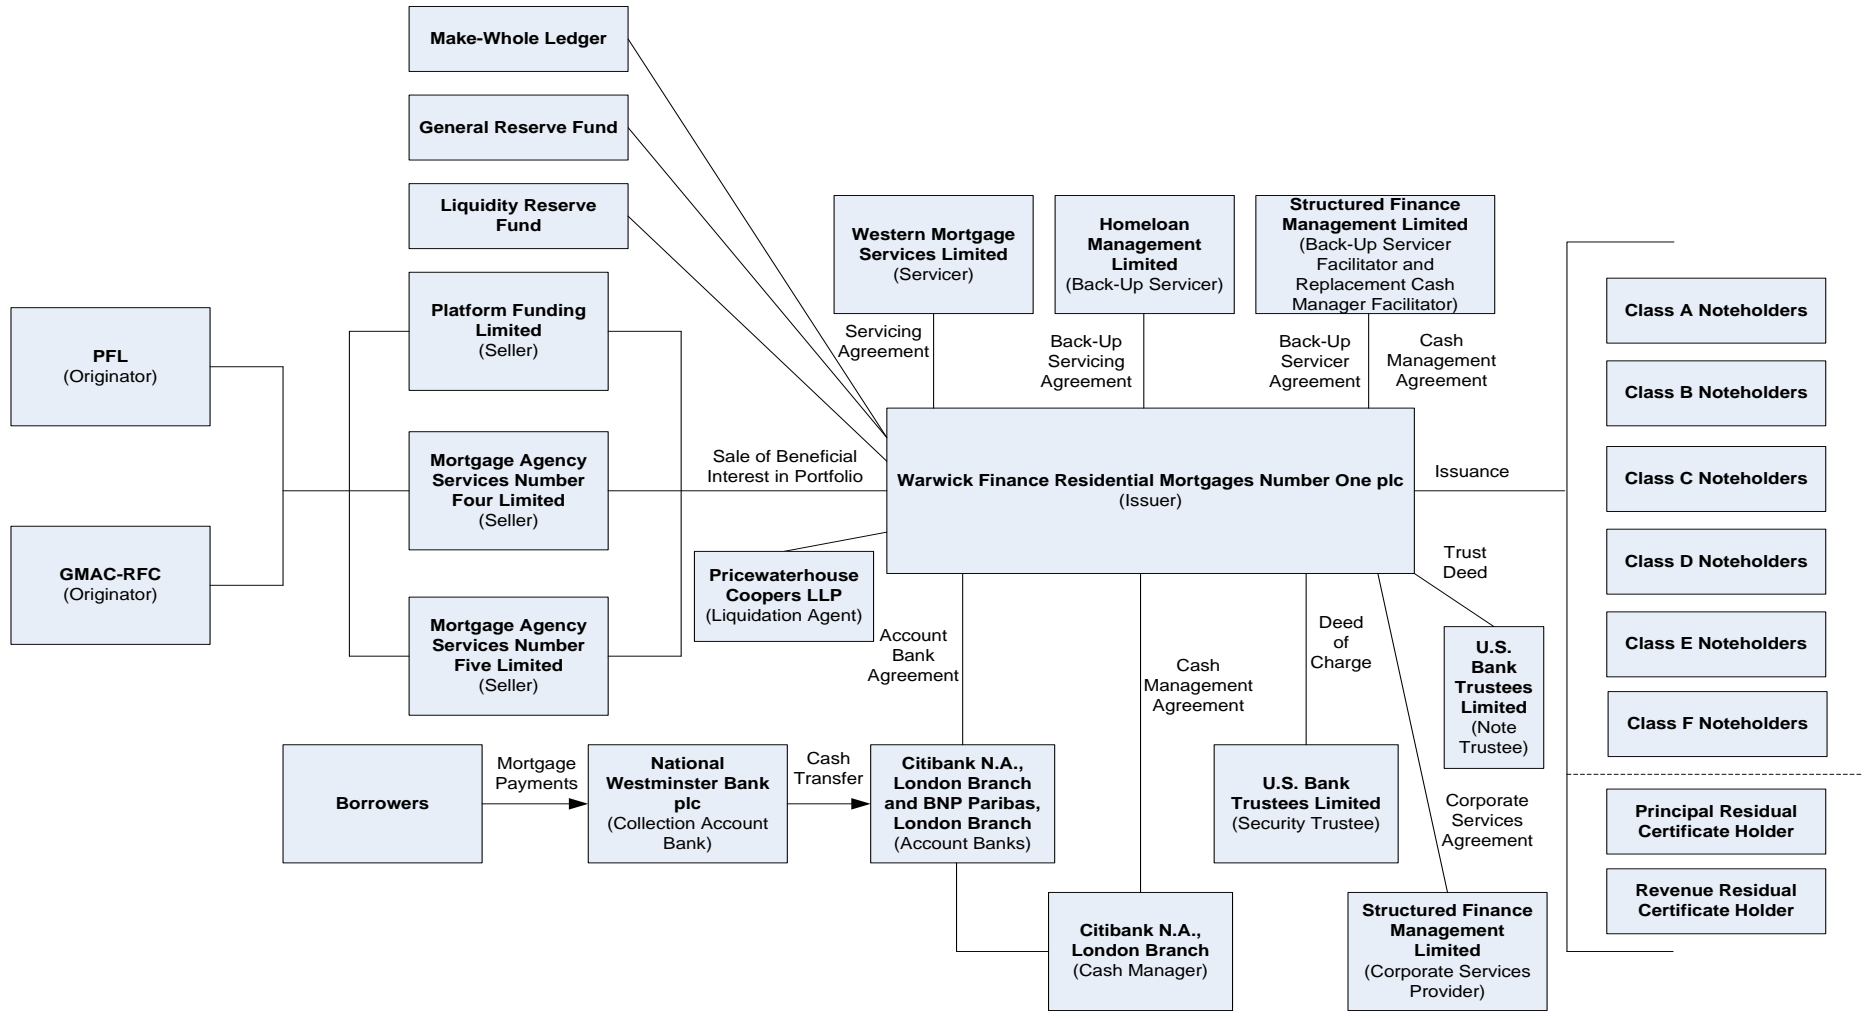 Make-Whole Ledger
General Reserve Fund
Liquidity Reserve
Fund
PFL
(Originator)
GMAC-RFC
(Originator)
Platform Funding
Limited
(Seller)
Mortgage Agency
Services Number
Four Limited
(Seller)
Mortgage Agency
Services Number
Five Limited
(Seller)
Sale of Beneficial
Interest in Portfolio
Western Mortgage
Services Limited
(Servicer)
Homeloan
Management
Limited
(Back-Up Servicer)
Structured Finance
Management Limited
(Back-Up Servicer
Facilitator and
Replacement Cash
Manager Facilitator)
Servicing
Agreement
Back-Up
Servicing
Agreement
Back-Up
Servicer
Agreement
Cash
Management
Agreement
Warwick Finance Residential Mortgages Number One plc
(Issuer)
Issuance
Pricewaterhouse
Coopers LLP
(Liquidation Agent)
Account
Bank
Agreement
Cash
Management
Agreement
Deed
of
Charge
Trust
Deed
U.S.
Bank
Trustees
Limited
(Note
Trustee)
Borrowers
Mortgage
Payments
National
Westminster Bank
plc
(Collection Account
Bank)
Cash
Transfer
Citibank N.A.,
London Branch
and BNP Paribas,
London Branch
(Account Banks)
U.S. Bank
Trustees Limited
(Security Trustee)
Corporate
Services
Agreement
Citibank N.A.,
London Branch
(Cash Manager)
Structured Finance
Management
Limited
(Corporate Services
Provider)
Class A Noteholders
Class B Noteholders
Class C Noteholders
Class D Noteholders
Class E Noteholders
Class F Noteholders
Principal Residual
Certificate Holder
Revenue Residual
Certificate Holder